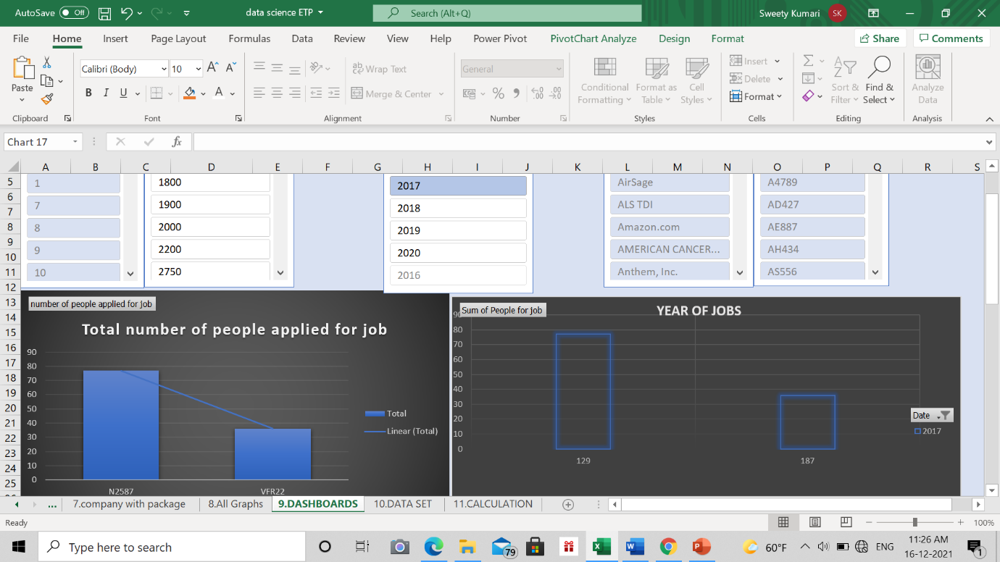 AutoSave Off data science ETP Search (Alt+Q) Sweety Kumari SK
File Home Insert Page Layout Formulas Data Review View Help Power Pivot PivotChart Analyze Design Format Share Comments
Calibri (Body) 10 A A ab Wrap Text General Insert
Paste B I U A Merge & Center % Conditional Format as Cell Delete Sort & Find & Analyze
Formatting Table Styles Format Filter Select Data
Clipboard Font Alignment Number Styles Cells Editing Analysis
Chart 17 fx
A B C D E F G H I J K L M N O P Q R S
5 1 1800 2017 AirSage A4789
6
7 7 1900 2018 ALS TDI AD427
8 8 2000 2019 Amazon.com AE887
9
10 9 2200 2020 AMERICAN CANCER... AH434
11 10 2750 2016 Anthem, Inc. AS556
12
13 number of people applied for job Sum of People for job YEAR OF JOBS
14
15 Total number of people applied for job
16
17
18
19
20
21
22
23
24
25
90
80
70
60
50
40
30
20
10
0
N2587 VFR22
Total
Linear (Total)
90
80
70
60
50
40
30
20
10
0
129 187
Date
2017
... 7.company with package 8.All Graphs 9.DASHBOARDS 10.DATA SET 11.CALCULATION
Ready 100%
Type here to search 79 60°F ENG 11:26 AM
16-12-2021 1